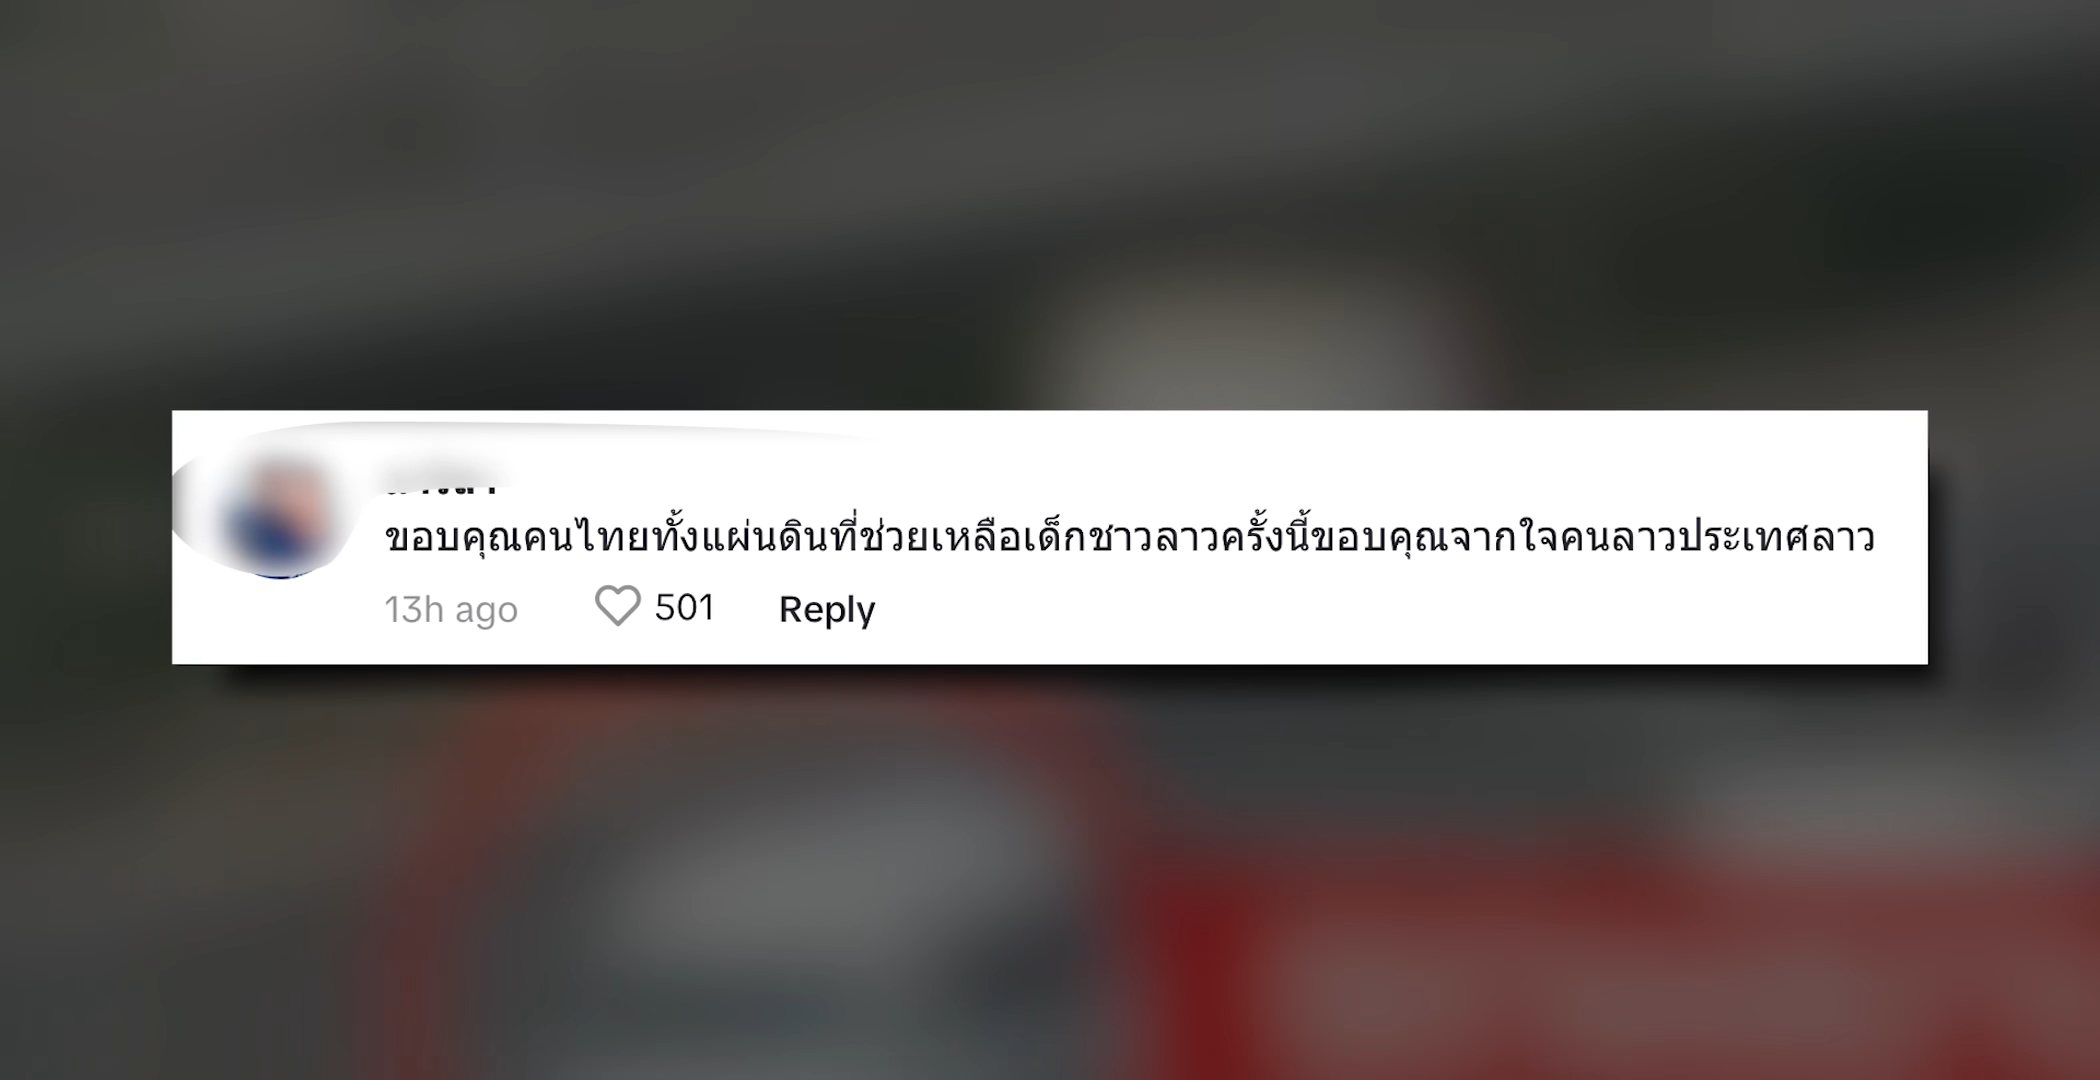 ขอบคุณคนไทยทั้งแผ่นดินที่ช่วยเหลือเด็กชาวลาวครั้งนี้ขอบคุณจากใจคนลาวประเทศลาว
13h ago 501 Reply